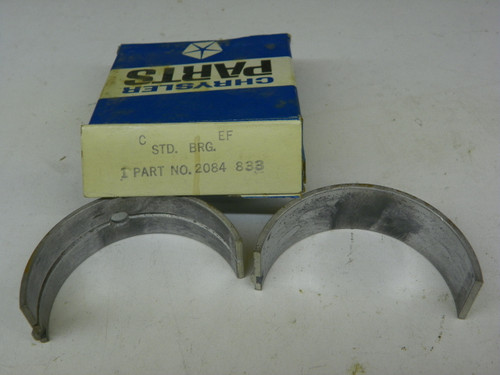 CHRYSLER
PARTS
C EF
STD. BRG.
1 PART NO. 2084 833